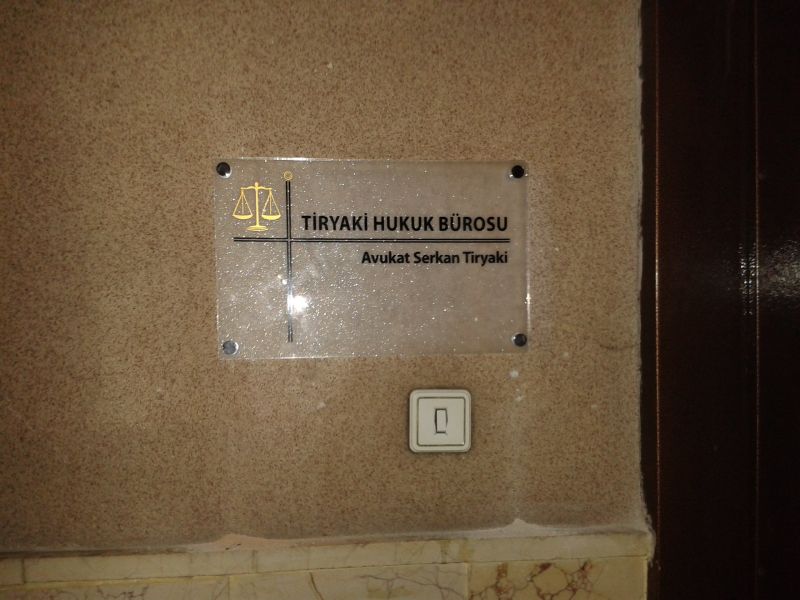 TİRYAKİ HUKUK BÜROSU
Avukat Serkan Tiryaki